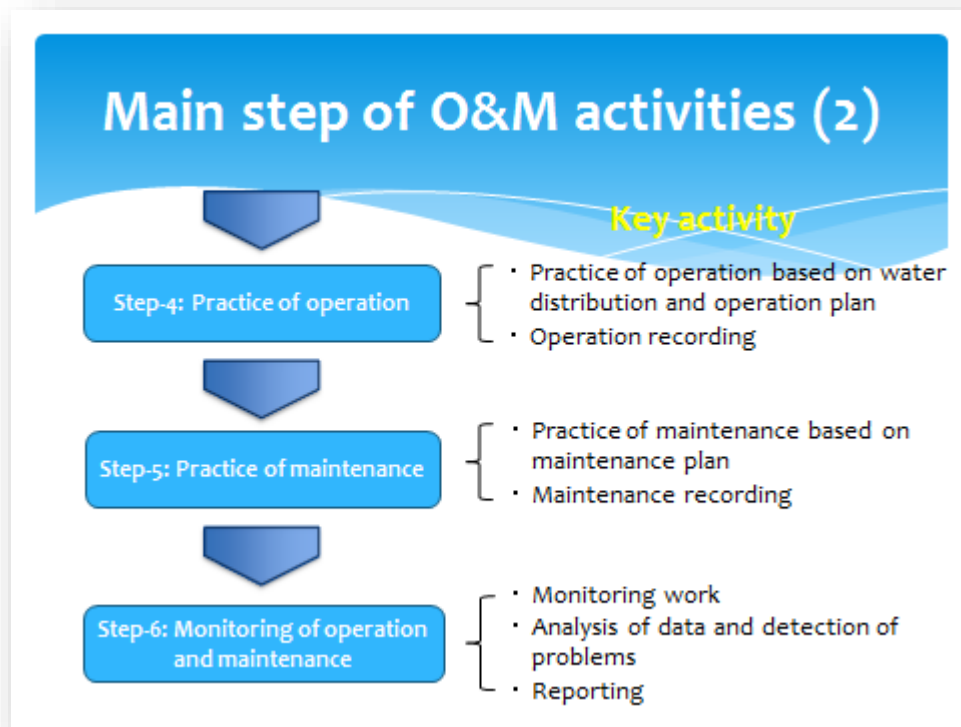 Main step of O&M activities (2)
Key activity
Step-4: Practice of operation
・Practice of operation based on water
distribution and operation plan
・Operation recording
Step-5: Practice of maintenance
・Practice of maintenance based on
maintenance plan
・Maintenance recording
Step-6: Monitoring of operation
and maintenance
・Monitoring work
・Analysis of data and detection of
problems
・Reporting